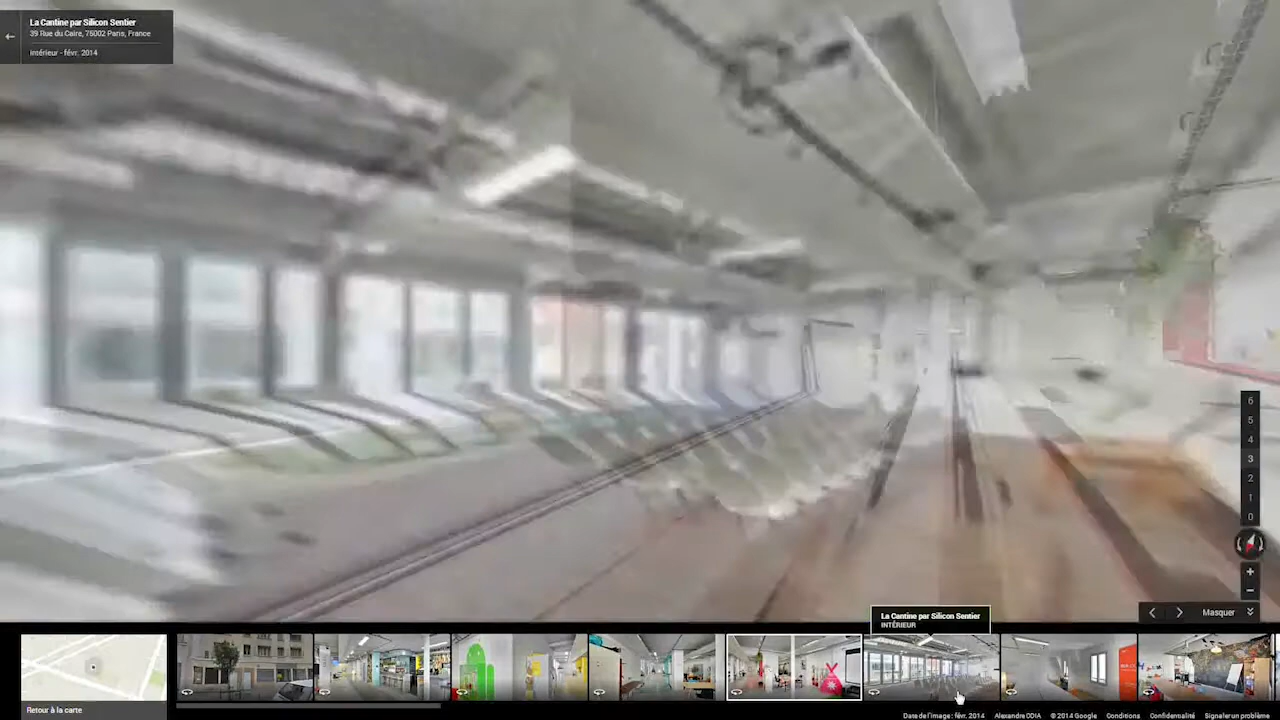 La Cantine par Silicon Sentier
39 Rue du Caire, 75002 Paris, France
Intérieur - févr. 2014
6
5
4
3
2
1
0
+
−
Masquer
La Cantine par Silicon Sentier
INTÉRIEUR
Retour à la carte
Date de l'image : févr. 2014 Alexandre ODIA © 2014 Google Conditions Confidentialité Signaler un problème